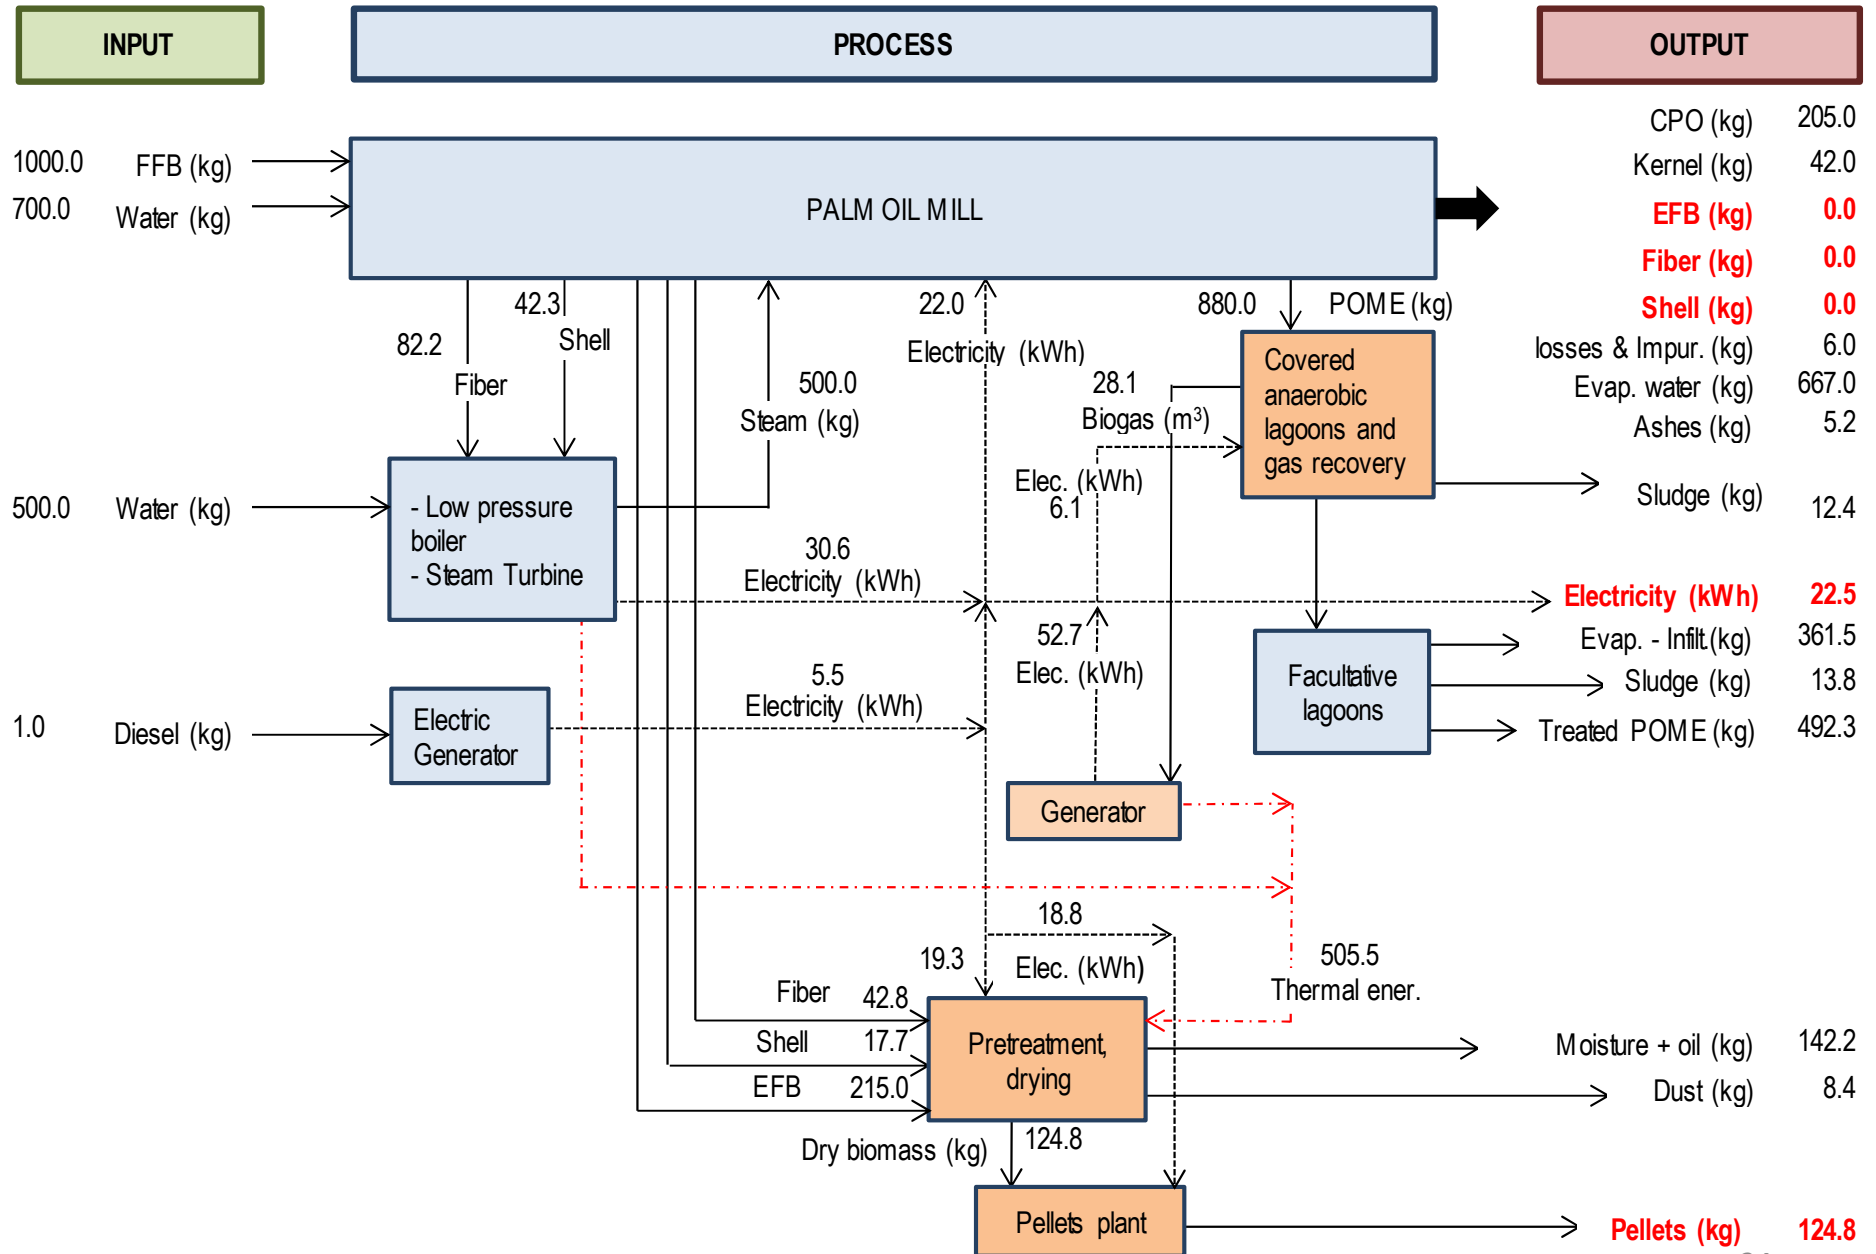 INPUT
PROCESS
OUTPUT
CPO (kg) 205.0
1000.0 FFB (kg)
Kernel (kg) 42.0
700.0 Water (kg)
PALM OIL MILL
EFB (kg) 0.0
Fiber (kg) 0.0
Shell (kg) 0.0
42.3
Shell
82.2
Fiber
22.0
Electricity (kWh)
880.0 POME (kg)
losses & Impur. (kg) 6.0
Evap. water (kg) 667.0
Ashes (kg) 5.2
500.0
Steam (kg)
28.1
Biogas (m³)
Covered
anaerobic
lagoons and
gas recovery
Elec. (kWh)
6.1
Sludge (kg) 12.4
500.0 Water (kg)
- Low pressure
boiler
- Steam Turbine
30.6
Electricity (kWh)
Electricity (kWh) 22.5
52.7
Elec. (kWh)
Evap. - Infilt.(kg) 361.5
Facultative
lagoons
Sludge (kg) 13.8
Treated POME (kg) 492.3
5.5
Electricity (kWh)
1.0 Diesel (kg)
Electric
Generator
Generator
18.8
Elec. (kWh)
19.3
505.5
Thermal ener.
Fiber 42.8
Shell 17.7
EFB 215.0
Pretreatment,
drying
Moisture + oil (kg) 142.2
Dust (kg) 8.4
Dry biomass (kg) 124.8
Pellets plant
Pellets (kg) 124.8